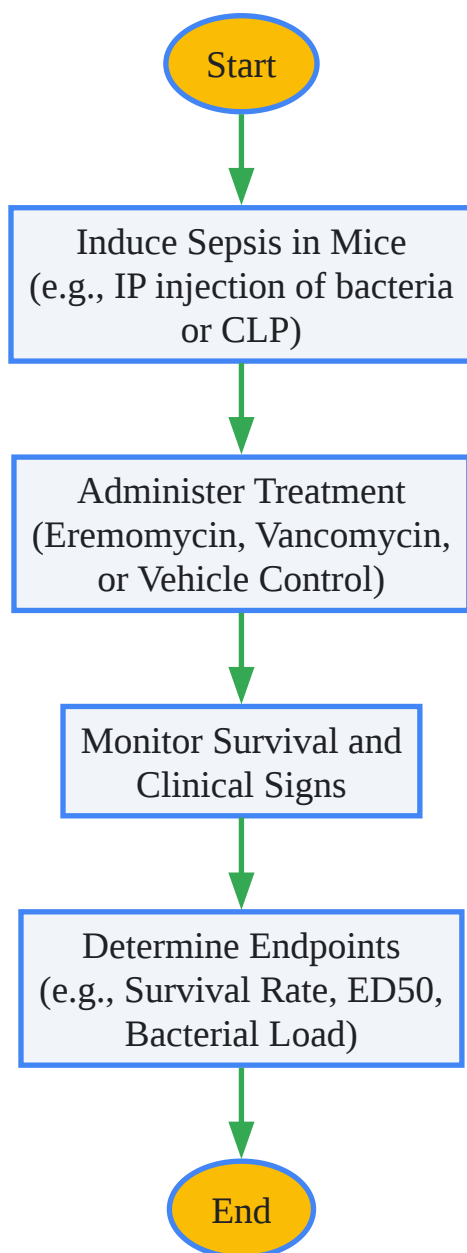 Start
Induce Sepsis in Mice
(e.g., IP injection of bacteria
or CLP)
Administer Treatment
(Eremomycin, Vancomycin,
or Vehicle Control)
Monitor Survival and
Clinical Signs
Determine Endpoints
(e.g., Survival Rate, ED50,
Bacterial Load)
End